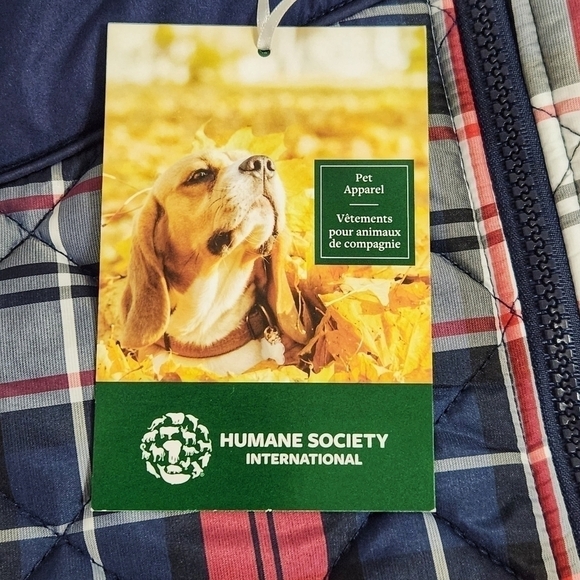 Pet
Apparel
Vêtements
pour animaux
de compagnie
HUMANE SOCIETY
INTERNATIONAL